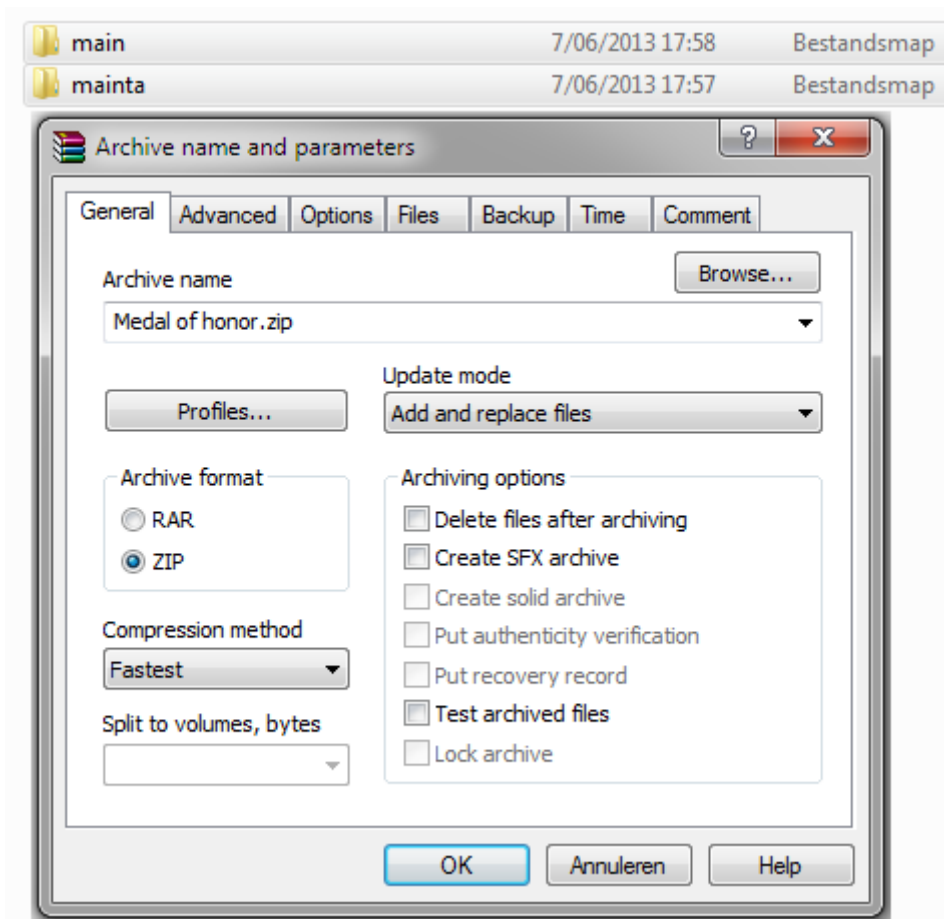 main 7/06/2013 17:58 Bestandsmap
mainta 7/06/2013 17:57 Bestandsmap
Archive name and parameters
General Advanced Options Files Backup Time Comment
Archive name
Browse...
Medal of honor.zip
Update mode
Profiles...
Add and replace files
Archive format
RAR
ZIP
Compression method
Fastest
Split to volumes, bytes
Archiving options
Delete files after archiving
Create SFX archive
Create solid archive
Put authenticity verification
Put recovery record
Test archived files
Lock archive
OK Annuleren Help